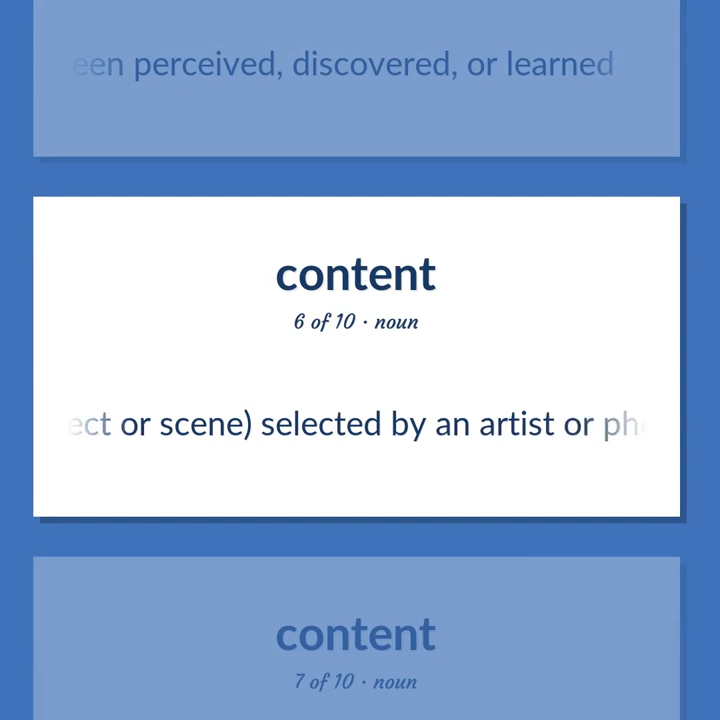 een perceived, discovered, or learned
content
6 of 10 · noun
ect or scene) selected by an artist or pho
content
7 of 10 · noun